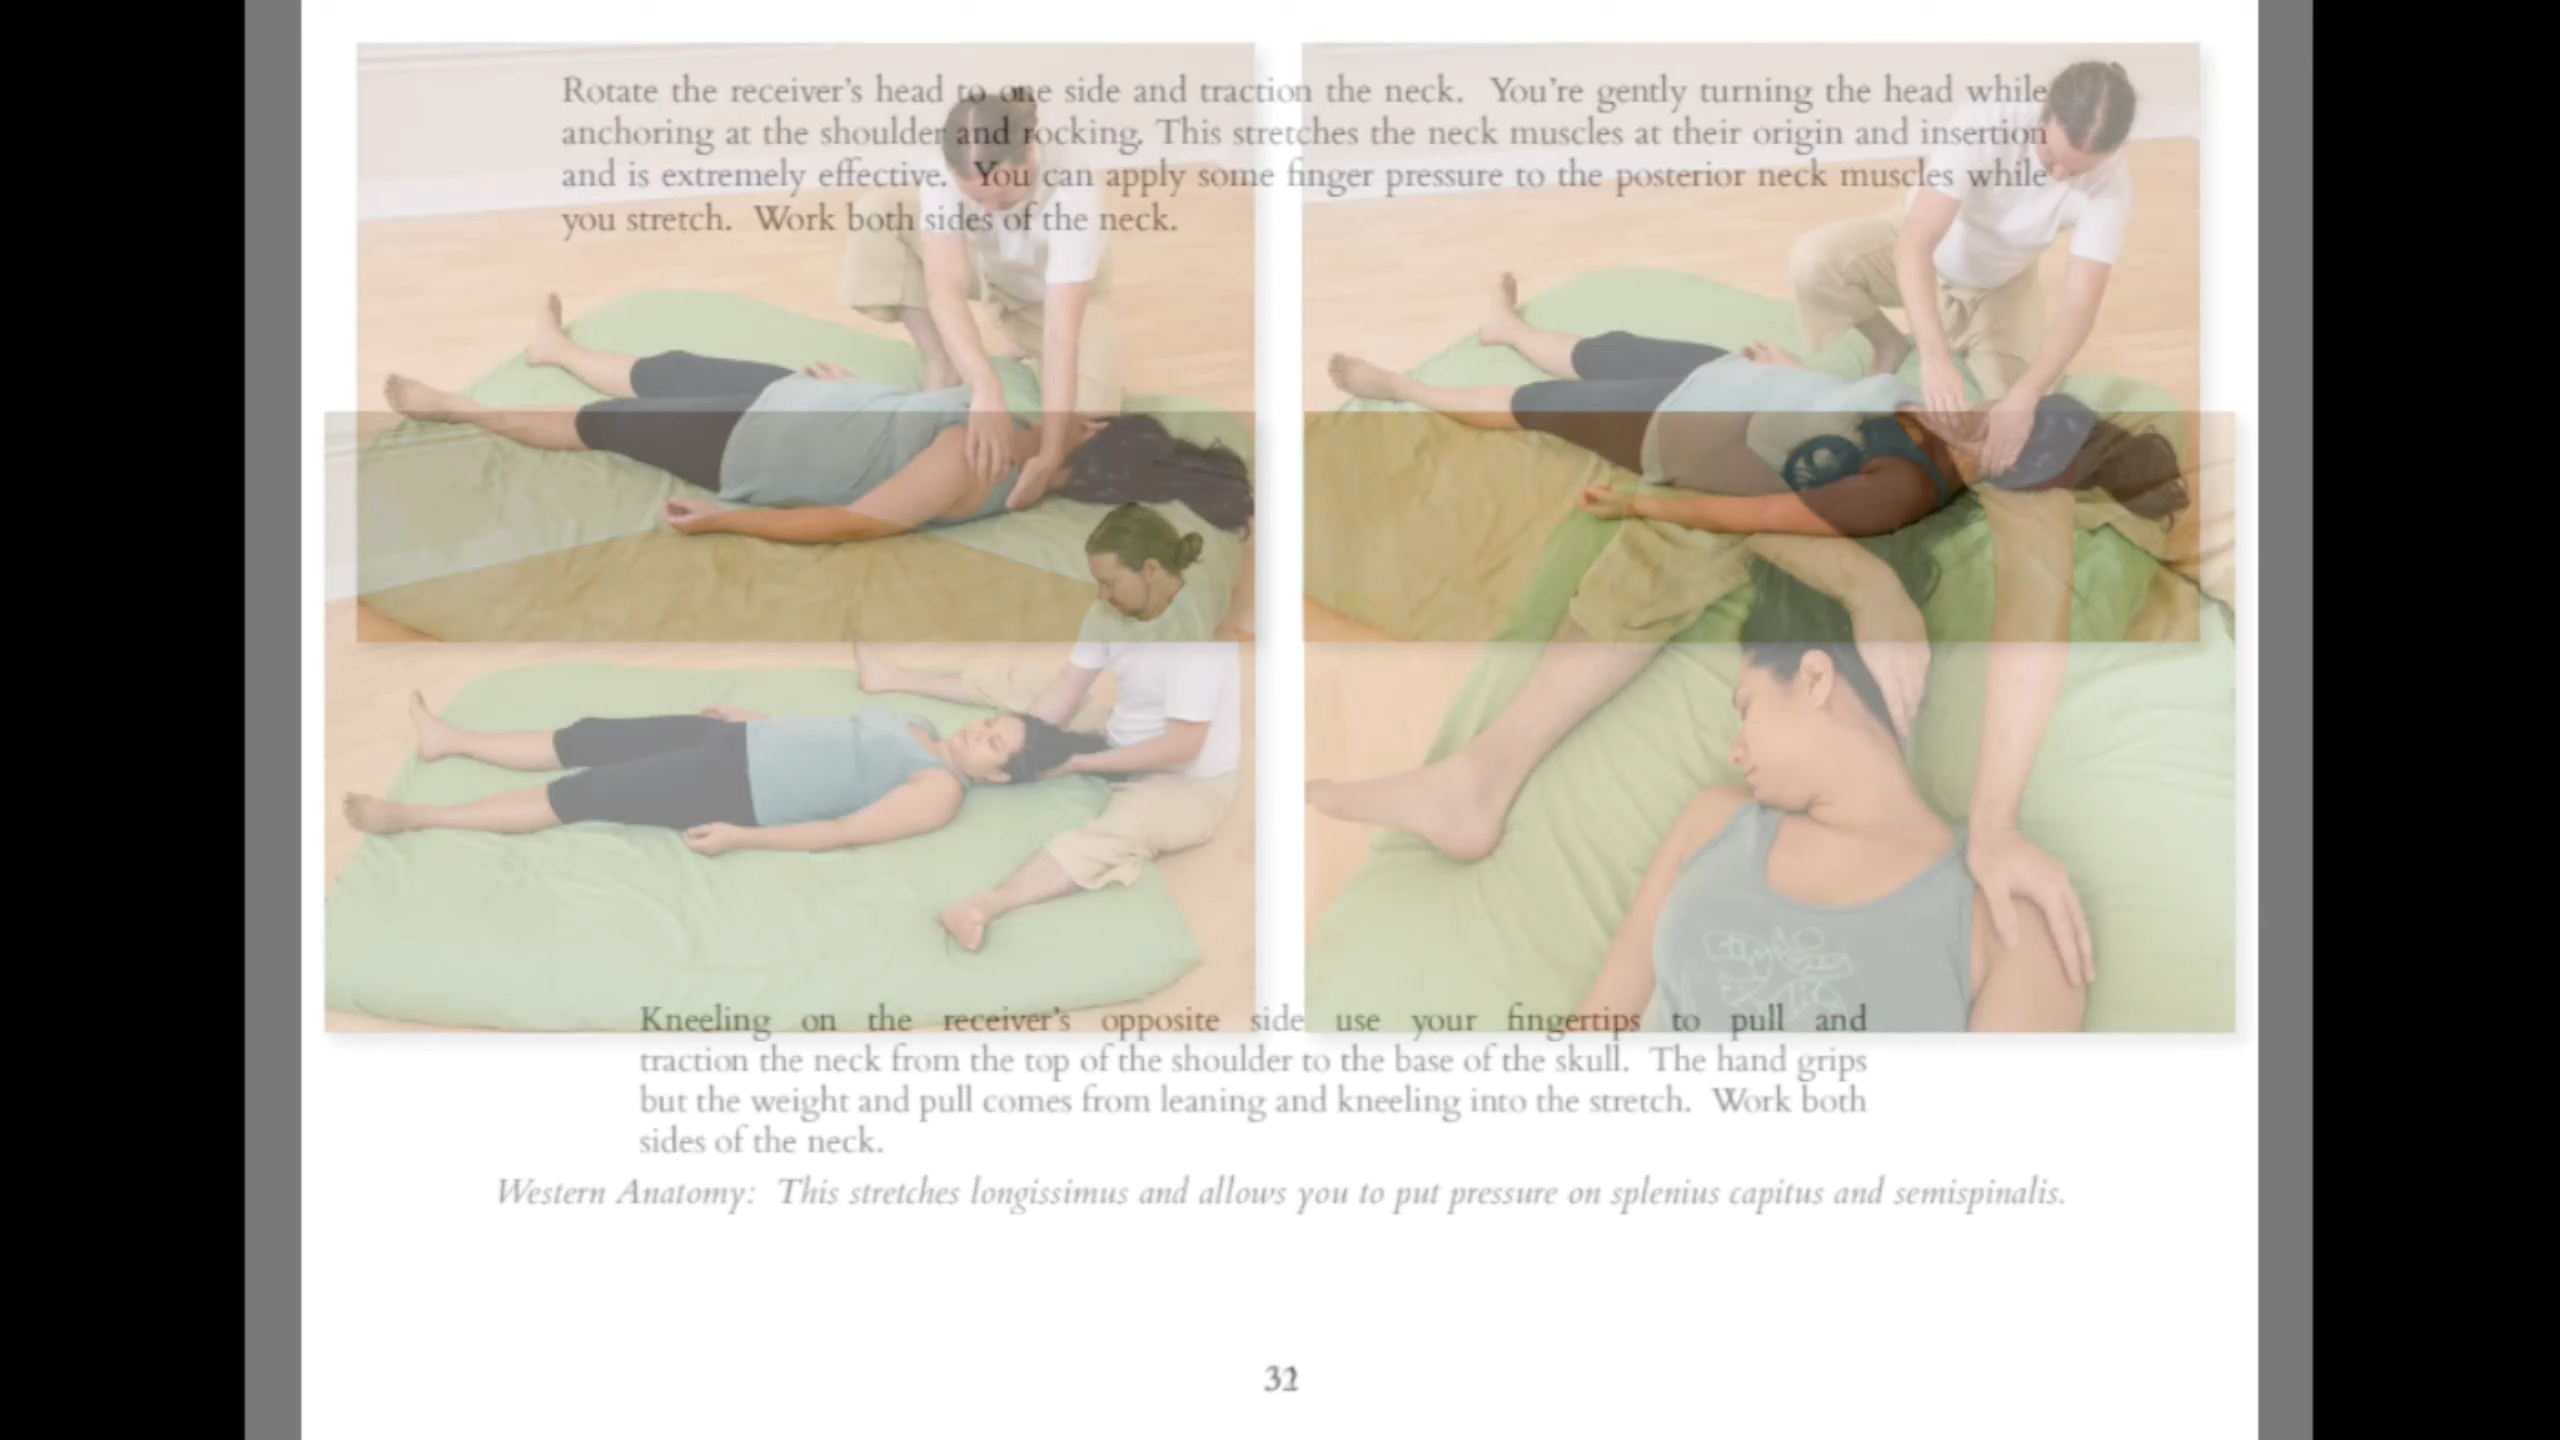 Rotate the receiver's head to one side and traction the neck. You're gently turning the head while
anchoring at the shoulder and rocking. This stretches the neck muscles at their origin and insertion
and is extremely effective. You can apply some finger pressure to the posterior neck muscles while
you stretch. Work both sides of the neck.
Kneeling on the receiver's opposite side use your fingertips to pull and
traction the neck from the top of the shoulder to the base of the skull. The hand grips
but the weight and pull comes from leaning and kneeling into the stretch. Work both
sides of the neck.
Western Anatomy: This stretches longissimus and allows you to put pressure on splenius capitus and semispinalis.